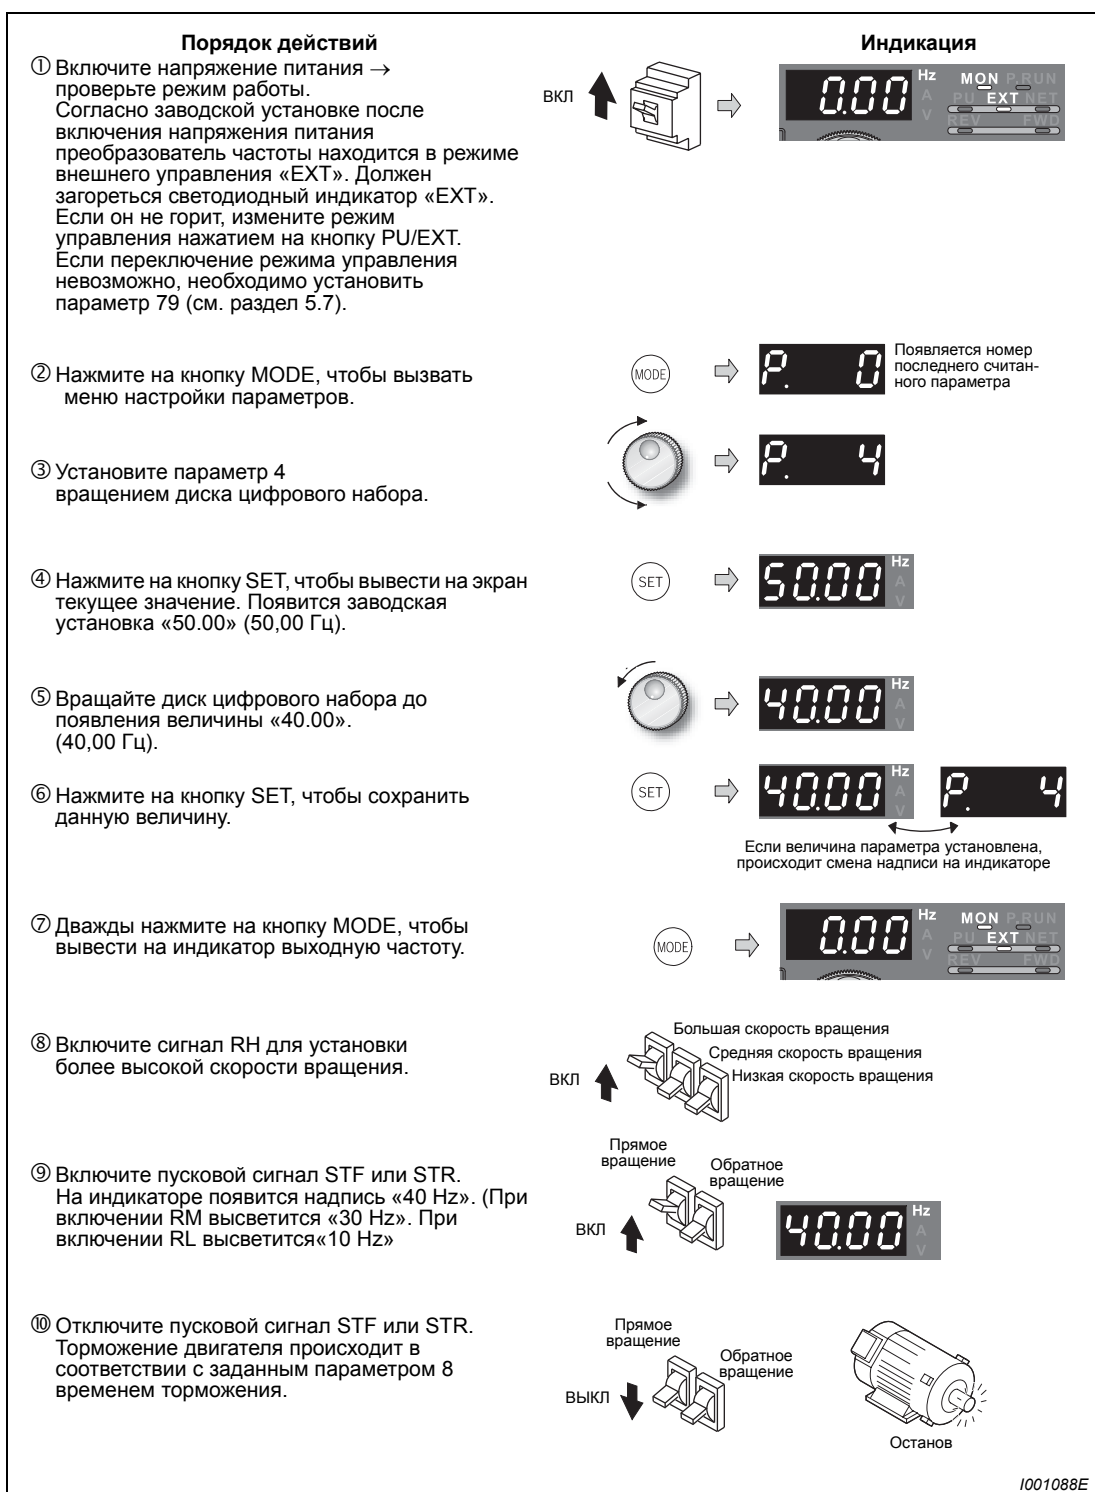 Порядок действий
Индикация
① Включите напряжение питания →
проверьте режим работы.
Согласно заводской установке после
включения напряжения питания
преобразователь частоты находится в режиме
внешнего управления «EXT». Должен
загореться светодиодный индикатор «EXT».
Если он не горит, измените режим
управления нажатием на кнопку PU/EXT.
Если переключение режима управления
невозможно, необходимо установить
параметр 79 (см. раздел 5.7).
ВКЛ
0.00 Hz A V
MON P.RUN
PU EXT NET
REV FWD
② Нажмите на кнопку MODE, чтобы вызвать
меню настройки параметров.
MODE
P. 0
Появляется номер
последнего считан-
ного параметра
③ Установите параметр 4
вращением диска цифрового набора.
P. 4
④ Нажмите на кнопку SET, чтобы вывести на экран
текущее значение. Появится заводская
установка «50.00» (50,00 Гц).
SET
50.00 Hz A V
⑤ Вращайте диск цифрового набора до
появления величины «40.00».
(40,00 Гц).
40.00 Hz A V
⑥ Нажмите на кнопку SET, чтобы сохранить
данную величину.
SET
40.00 Hz A V
P. 4
Если величина параметра установлена,
происходит смена надписи на индикаторе
⑦ Дважды нажмите на кнопку MODE, чтобы
вывести на индикатор выходную частоту.
MODE
0.00 Hz A V
MON P.RUN
PU EXT NET
REV FWD
⑧ Включите сигнал RH для установки
более высокой скорости вращения.
ВКЛ
Большая скорость вращения
Средняя скорость вращения
Низкая скорость вращения
⑨ Включите пусковой сигнал STF или STR.
На индикаторе появится надпись «40 Hz». (При
включении RM высветится «30 Hz». При
включении RL высветится«10 Hz»
Прямое
вращение
Обратное
вращение
ВКЛ
40.00 Hz A V
⑩ Отключите пусковой сигнал STF или STR.
Торможение двигателя происходит в
соответствии с заданным параметром 8
временем торможения.
Прямое
вращение
Обратное
вращение
ВЫКЛ
Останов
I001088E